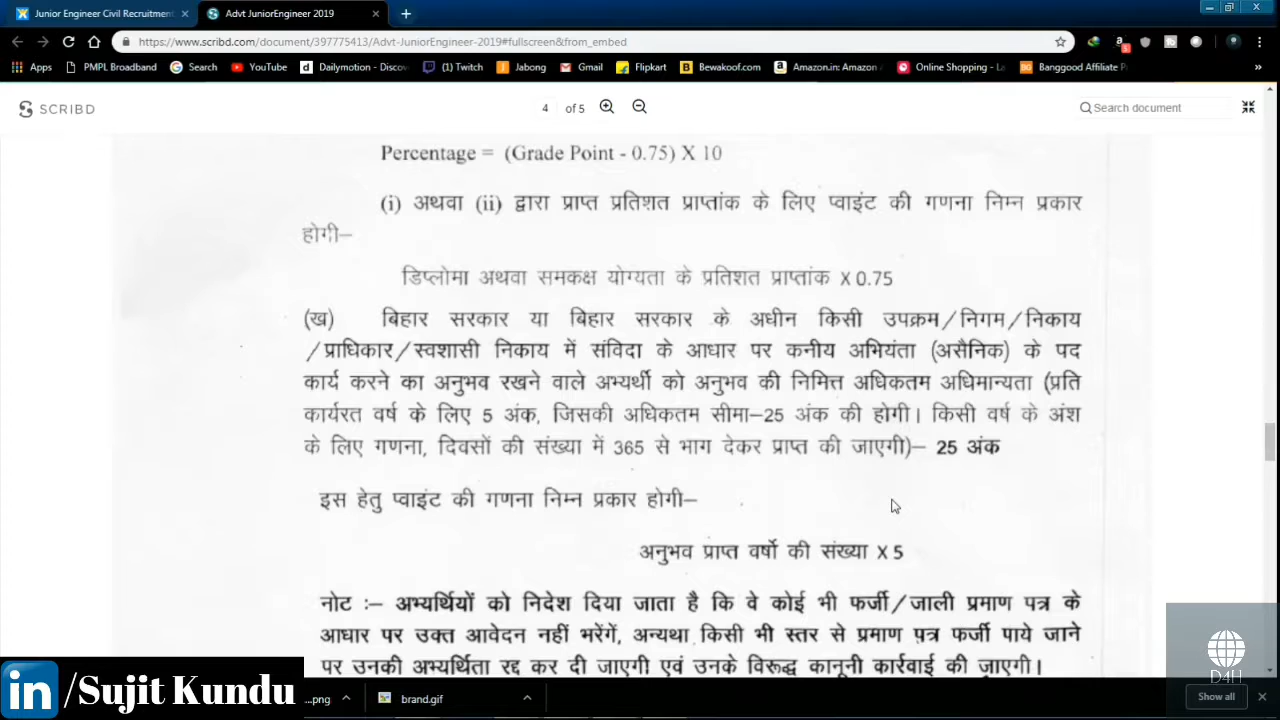 Junior Engineer Civil Recruitment
Advt JuniorEngineer 2019
https://www.scribd.com/document/397775413/Advt-JuniorEngineer-2019#fullscreen&from_embed
Apps PMPL Broadband Search YouTube Dailymotion - Discov (1) Twitch Jabong Gmail Flipkart Bewakoof.com Amazon.in: Amazon Online Shopping - La Banggood Affiliate P »
SCRIBD 4 of 5 Search document
Percentage = (Grade Point - 0.75) X 10
(i) अथवा (ii) द्वारा प्राप्त प्रतिशत प्राप्तांक के लिए प्वाइंट की गणना निम्न प्रकार
होगी–
डिप्लोमा अथवा समकक्ष योग्यता के प्रतिशत प्राप्तांक X 0.75
(ख) बिहार सरकार या बिहार सरकार के अधीन किसी उपक्रम/निगम/निकाय
/प्राधिकार/स्वशासी निकाय में संविदा के आधार पर कनीय अभियंता (असैनिक) के पद
कार्य करने का अनुभव रखने वाले अभ्यर्थी को अनुभव की निमित्त अधिकतम अधिमान्यता (प्रति
कार्यरत वर्ष के लिए 5 अंक, जिसकी अधिकतम सीमा–25 अंक की होगी। किसी वर्ष के अंश
के लिए गणना, दिवसों की संख्या में 365 से भाग देकर प्राप्त की जाएगी)– 25 अंक
इस हेतु प्वाइंट की गणना निम्न प्रकार होगी–
अनुभव प्राप्त वर्षो की संख्या X 5
नोट :– अभ्यर्थियों को निदेश दिया जाता है कि वे कोई भी फर्जी/जाली प्रमाण पत्र के
आधार पर उक्त आवेदन नहीं भरेंगें, अन्यथा किसी भी स्तर से प्रमाण पत्र फर्जी पाये जाने
पर उनकी अभ्यर्थिता रद्द कर दी जाएगी एवं उनके विरूद्ध कानूनी कार्रवाई की जाएगी।
D4H
in /Sujit Kundu
...png brand.gif Show all